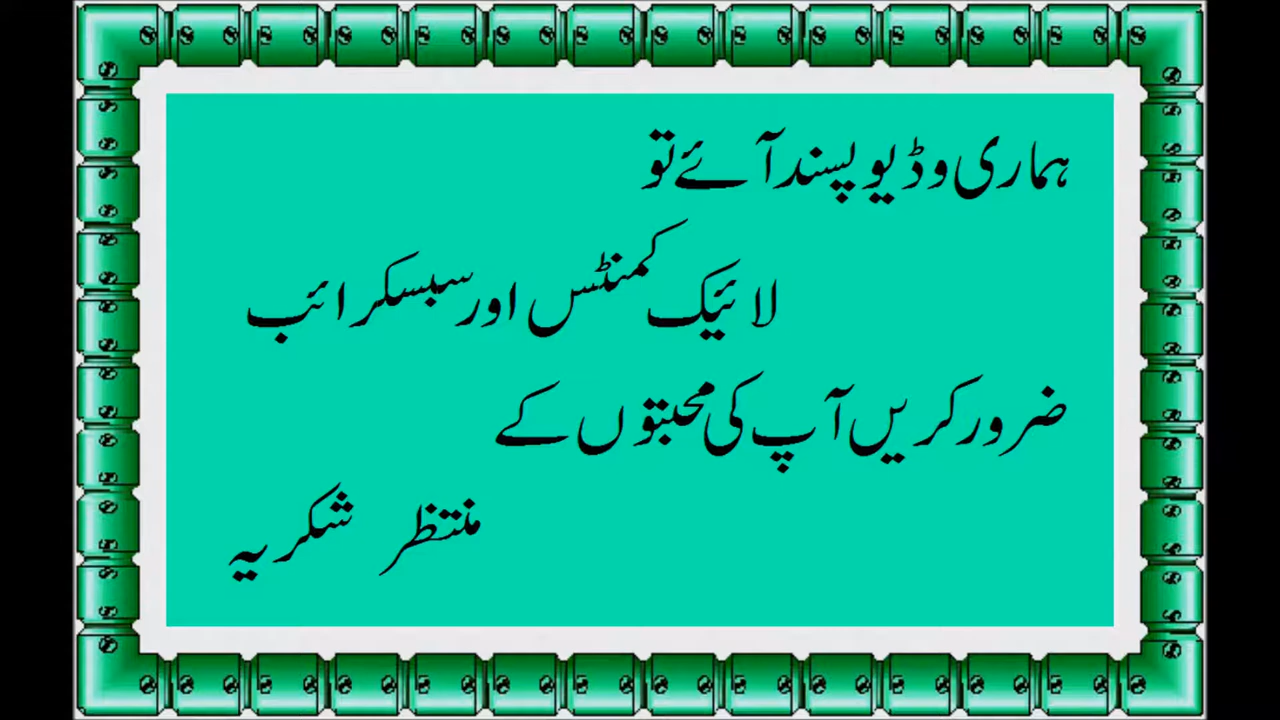 ہماری وڈیو پسند آئے تو
لائیک کمنٹس اور سبسکرائب
ضرور کریں آپ کی محبتوں کے
منتظر شکریہ